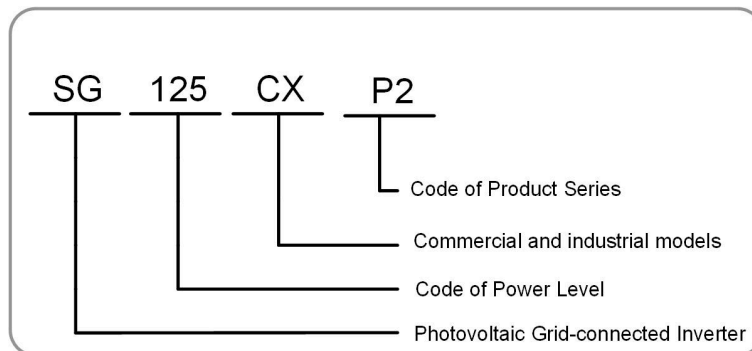 SG 125 CX P2
Code of Product Series
Commercial and industrial models
Code of Power Level
Photovoltaic Grid-connected Inverter